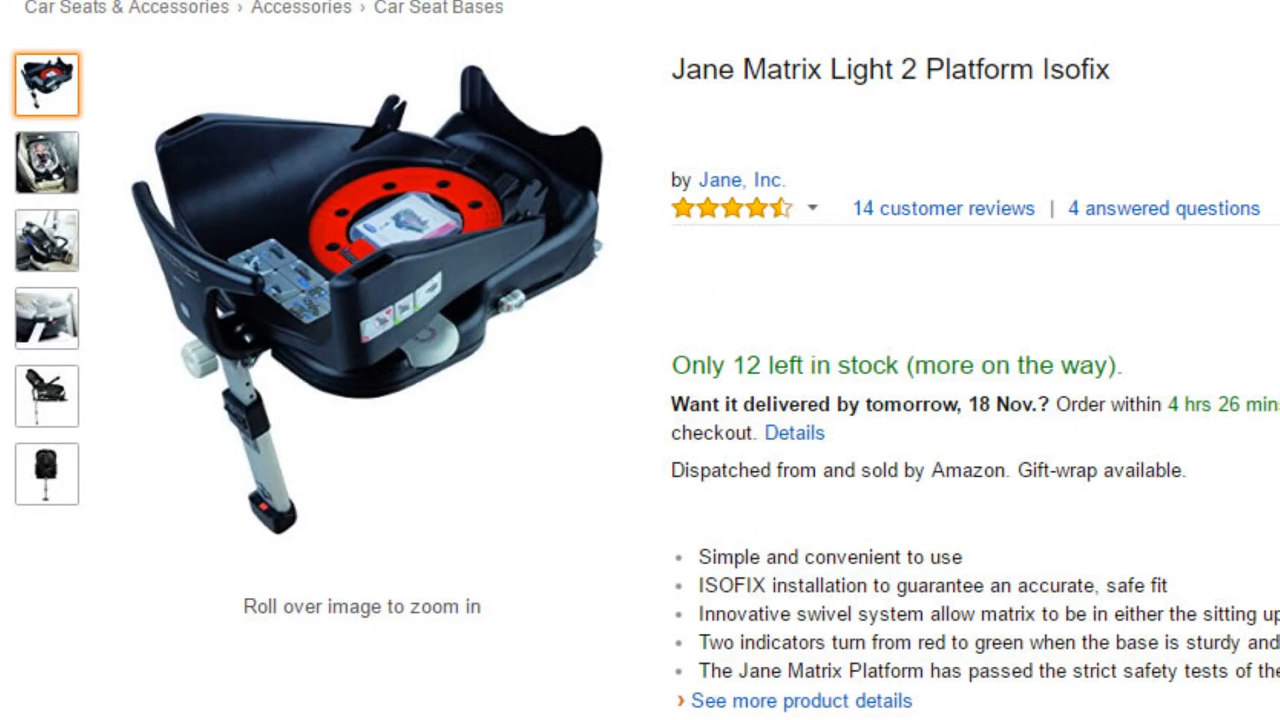 Car Seats & Accessories › Accessories › Car Seat Bases
Jane Matrix Light 2 Platform Isofix
by Jane, Inc.
14 customer reviews | 4 answered questions
Only 12 left in stock (more on the way).
Want it delivered by tomorrow, 18 Nov.? Order within 4 hrs 26 min
checkout. Details
Dispatched from and sold by Amazon. Gift-wrap available.
• Simple and convenient to use
• ISOFIX installation to guarantee an accurate, safe fit
• Innovative swivel system allow matrix to be in either the sitting up
• Two indicators turn from red to green when the base is sturdy and
• The Jane Matrix Platform has passed the strict safety tests of the
› See more product details
Roll over image to zoom in